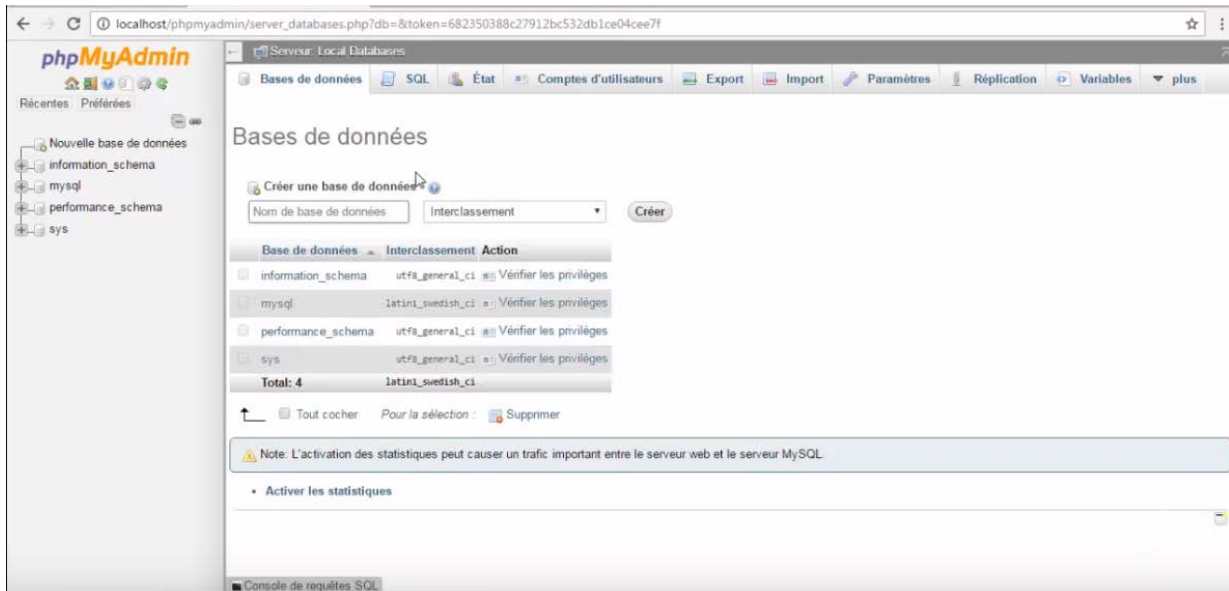 localhost/phpmyadmin/server_databases.php?db=&token=682350388c27912bc532db1ce04cee7f
phpMyAdmin
Récentes Préférées
Nouvelle base de données
information_schema
mysql
performance_schema
sys
Serveur: Local Databases
Bases de données SQL État Comptes d'utilisateurs Export Import Paramètres Réplication Variables plus
Bases de données
Créer une base de données
Nom de base de données Interclassement Créer
Base de données Interclassement Action
information_schema utf8_general_ci Vérifier les privilèges
mysql latin1_swedish_ci Vérifier les privilèges
performance_schema utf8_general_ci Vérifier les privilèges
sys utf8_general_ci Vérifier les privilèges
Total: 4 latin1_swedish_ci
Tout cocher Pour la sélection : Supprimer
Note: L'activation des statistiques peut causer un trafic important entre le serveur web et le serveur MySQL.
• Activer les statistiques
Console de requêtes SQL